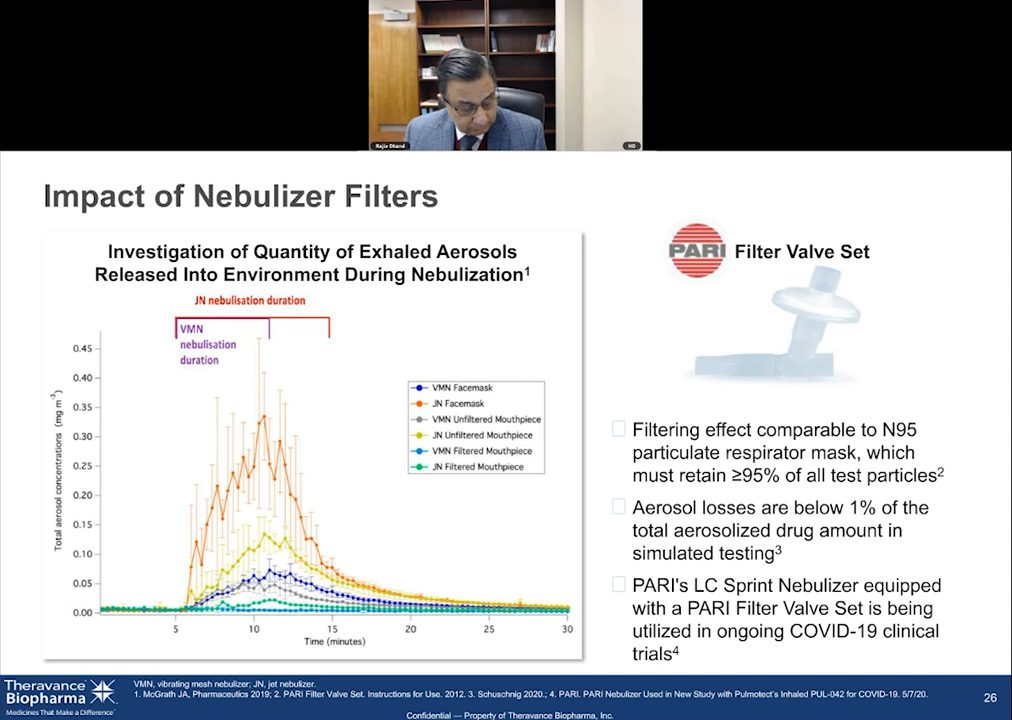 Rajiv Dhand
HD
Impact of Nebulizer Filters
Investigation of Quantity of Exhaled Aerosols
Released Into Environment During Nebulization1
JN nebulisation duration
VMN
nebulisation
duration
0.45
0.40
0.35
0.30
0.25
0.20
0.15
0.10
0.05
0.00
Total aerosol concentrations (mg m-3)
5
10
15
20
25
30
Time (minutes)
VMN Facemask
JN Facemask
VMN Unfiltered Mouthpiece
JN Unfiltered Mouthpiece
VMN Filtered Mouthpiece
JN Filtered Mouthpiece
PARI
Filter Valve Set
Filtering effect comparable to N95
particulate respirator mask, which
must retain ≥95% of all test particles2
Aerosol losses are below 1% of the
total aerosolized drug amount in
simulated testing3
PARI's LC Sprint Nebulizer equipped
with a PARI Filter Valve Set is being
utilized in ongoing COVID-19 clinical
trials4
Theravance
Biopharma
Medicines That Make a Difference®
VMN, vibrating mesh nebulizer; JN, jet nebulizer.
1. McGrath JA, Pharmaceutics 2019; 2. PARI Filter Valve Set. Instructions for Use. 2012. 3. Schuschnig 2020.; 4. PARI. PARI Nebulizer Used in New Study with Pulmotect's Inhaled PUL-042 for COVID-19. 5/7/20.
Confidential — Property of Theravance Biopharma, Inc.
26